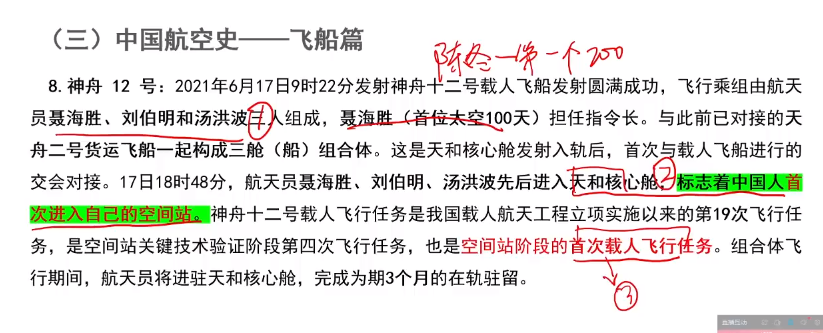 （三）中国航空史——飞船篇
陈冬一第一个200
8.神舟 12 号：2021年6月17日9时22分发射神舟十二号载人飞船发射圆满成功，飞行乘组由航天
员聂海胜、刘伯明和汤洪波三人组成，聂海胜（首位太空100天）担任指令长。与此前已对接的天
①
舟二号货运飞船一起构成三舱（船）组合体。这是天和核心舱发射入轨后，首次与载人飞船进行的
交会对接。17日18时48分，航天员聂海胜、刘伯明、汤洪波先后进入天和核心舱，标志着中国人首
②
次进入自己的空间站。神舟十二号载人飞行任务是我国载人航天工程立项实施以来的第19次飞行任
务，是空间站关键技术验证阶段第四次飞行任务，也是空间站阶段的首次载人飞行任务。组合体飞
行期间，航天员将进驻天和核心舱，完成为期3个月的在轨驻留。
③